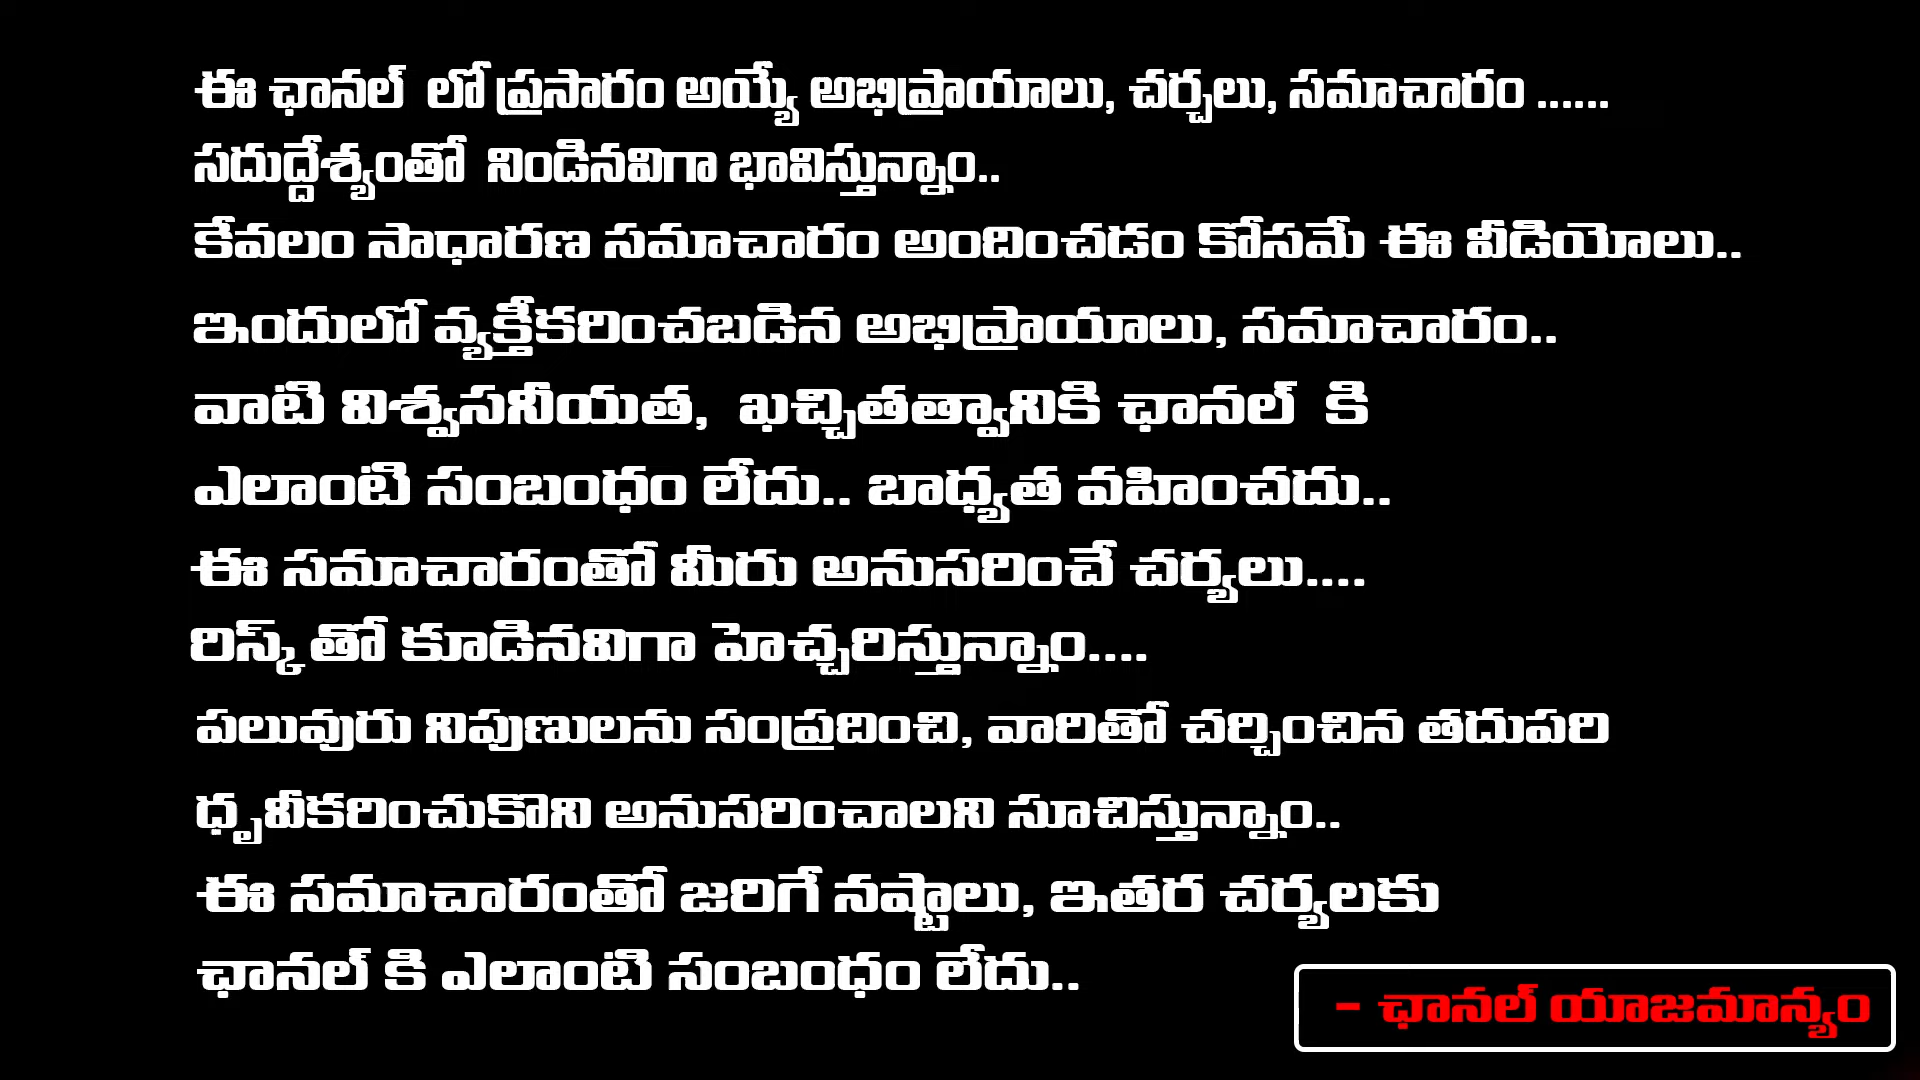 ఈ ఛానల్ లో ప్రసారం అయ్యే అభిప్రాయాలు, చర్చలు, సమాచారం ......
సదుద్దేశ్యంతో నిండినవిగా భావిస్తున్నాం..
కేవలం సాధారణ సమాచారం అందించడం కోసమే ఈ వీడియోలు..
ఇందులో వ్యక్తీకరించబడిన అభిప్రాయాలు, సమాచారం..
వాటి విశ్వసనీయత, ఖచ్చితత్వానికి ఛానల్ కి
ఎలాంటి సంబంధం లేదు.. బాధ్యత వహించదు..
ఈ సమాచారంతో మీరు అనుసరించే చర్యలు....
రిస్క్ తో కూడినవిగా హెచ్చరిస్తున్నాం....
పలువురు నిపుణులను సంప్రదించి, వారితో చర్చించిన తదుపరి
ధృవీకరించుకొని అనుసరించాలని సూచిస్తున్నాం..
ఈ సమాచారంతో జరిగే నష్టాలు, ఇతర చర్యలకు
ఛానల్ కి ఎలాంటి సంబంధం లేదు..
- ఛానల్ యాజమాన్యం